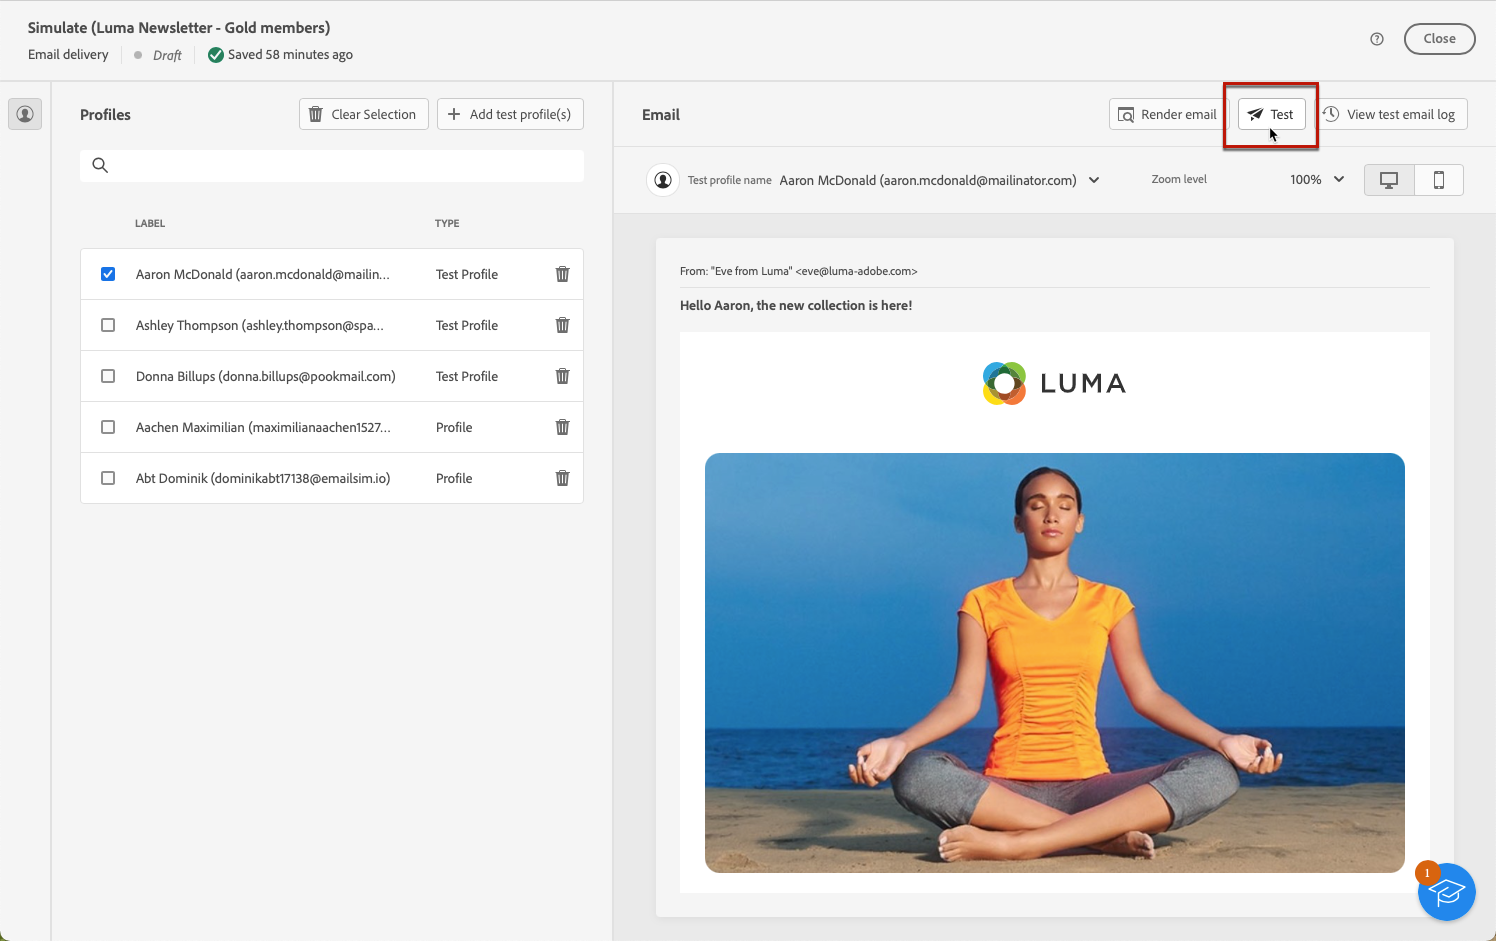 Simulate (Luma Newsletter - Gold members)
Email delivery
Draft
Saved 58 minutes ago
Close
Profiles
Clear Selection
Add test profile(s)
LABEL
TYPE
Aaron McDonald (aaron.mcdonald@mailin...
Test Profile
Ashley Thompson (ashley.thompson@spa...
Test Profile
Donna Billups (donna.billups@pookmail.com)
Test Profile
Aachen Maximilian (maximilianaachen1527...
Profile
Abt Dominik (dominikabt17138@emailsim.io)
Profile
Email
Render email
Test
View test email log
Test profile name
Aaron McDonald (aaron.mcdonald@mailinator.com)
Zoom level
100%
From: "Eve from Luma" <eve@luma-adobe.com>
Hello Aaron, the new collection is here!
LUMA
1